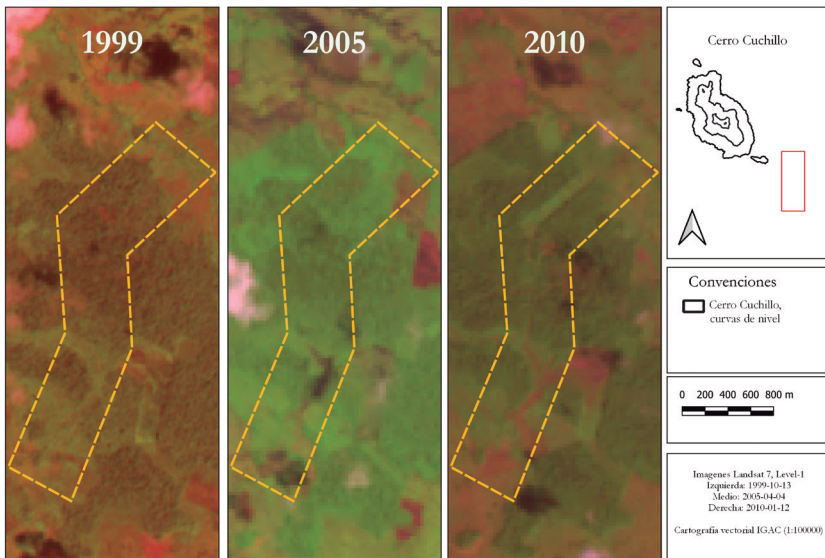 1999
2005
2010
Cerro Cuchillo
Convenciones
Cerro Cuchillo,
curvas de nivel
0 200 400 600 800 m
Imagenes Landsat 7, Level-1
Izquierda: 1999-10-13
Medio: 2005-04-04
Derecha: 2010-01-12
Cartografía vectorial IGAC (1:100000)